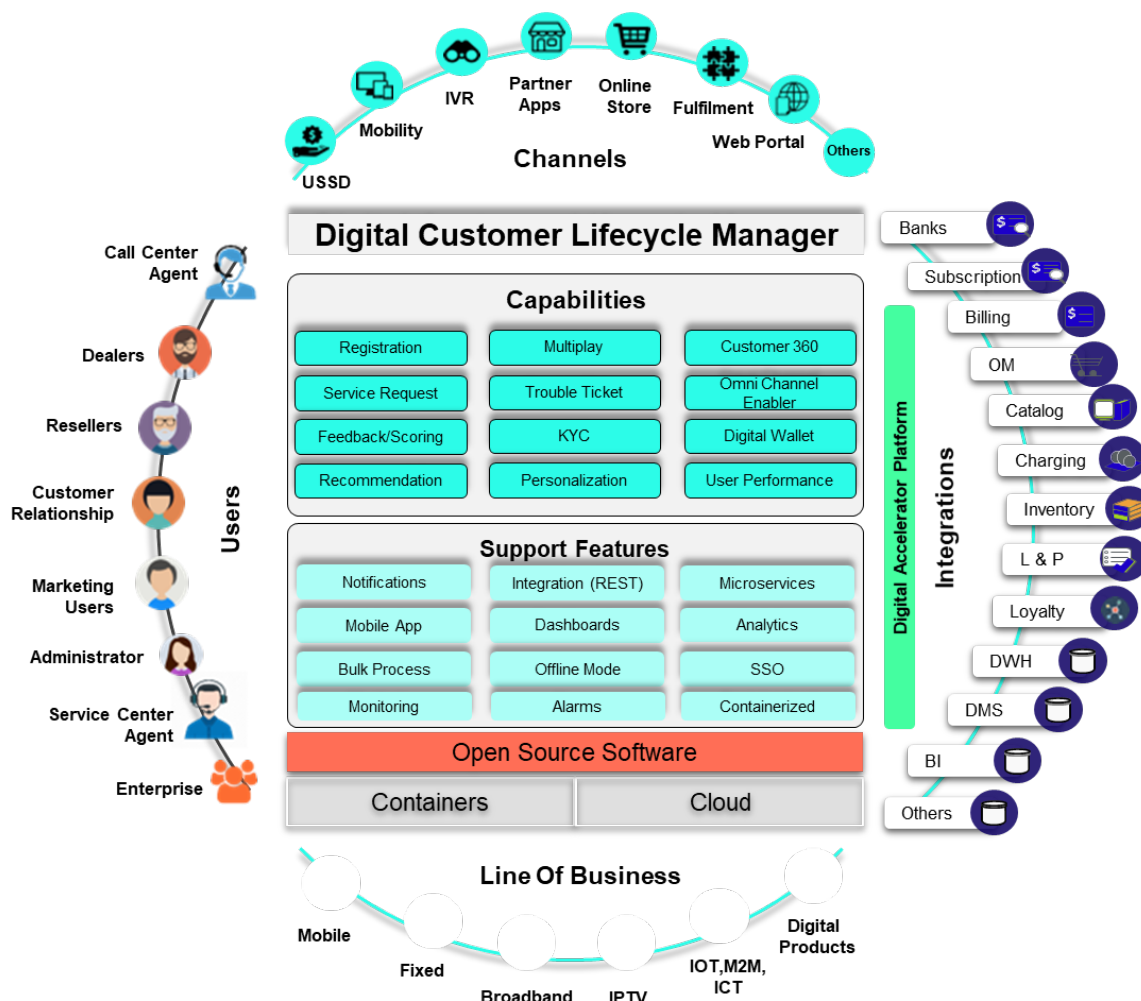 USSD
Mobility
IVR
Partner
Apps
Online
Store
Fulfilment
Web Portal
Others
Channels
Digital Customer Lifecycle Manager
Call Center
Agent
Dealers
Resellers
Customer
Relationship
Marketing
Users
Administrator
Service Center
Agent
Enterprise
Users
Capabilities
Registration
Multiplay
Customer 360
Service Request
Trouble Ticket
Omni Channel
Enabler
Feedback/Scoring
KYC
Digital Wallet
Recommendation
Personalization
User Performance
Support Features
Notifications
Integration (REST)
Microservices
Mobile App
Dashboards
Analytics
Bulk Process
Offline Mode
SSO
Monitoring
Alarms
Containerized
Open Source Software
Containers
Cloud
Digital Accelerator Platform
Integrations
Banks
Subscription
Billing
OM
Catalog
Charging
Inventory
L & P
Loyalty
DWH
DMS
BI
Others
Line Of Business
Mobile
Fixed
Broadband
IPTV
IOT,M2M,
ICT
Digital
Products